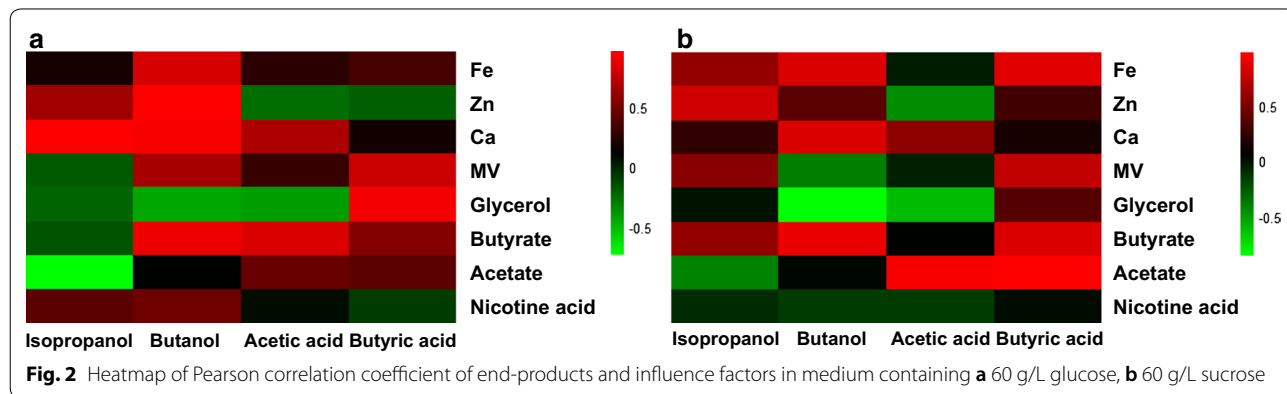 a
b
Fe
Zn
Ca
MV
Glycerol
Butyrate
Acetate
Nicotine acid
0.5
0
-0.5
Isopropanol Butanol Acetic acid Butyric acid
Fe
Zn
Ca
MV
Glycerol
Butyrate
Acetate
Nicotine acid
0.5
0
-0.5
Isopropanol Butanol Acetic acid Butyric acid
Fig. 2 Heatmap of Pearson correlation coefficient of end-products and influence factors in medium containing a 60 g/L glucose, b 60 g/L sucrose